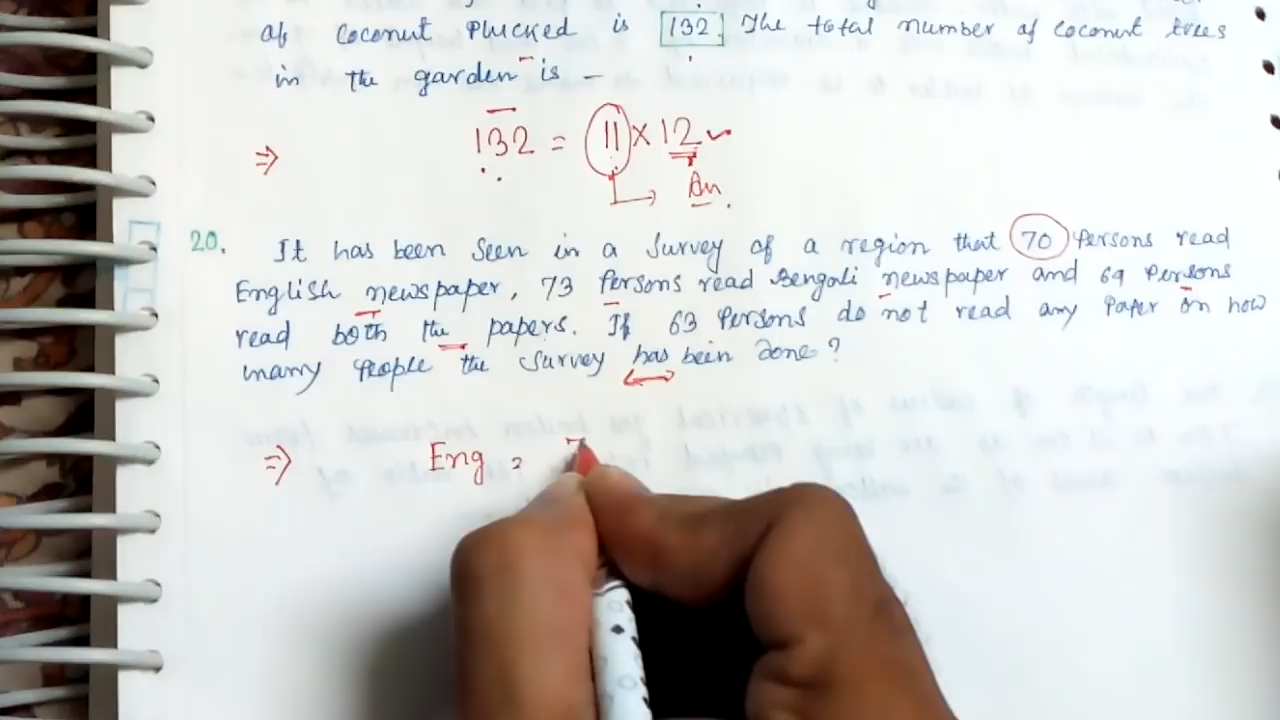 of coconut plucked is 132. The total number of coconut trees
in the garden is –
⇒ 132 = 11 × 12 ✓
An.
20. It has been seen in a survey of a region that 70 persons read
English newspaper, 73 persons read Bengali newspaper and 69 persons
read both the papers. If 63 persons do not read any paper on how
many people the survey has been done?
⇒ Eng =